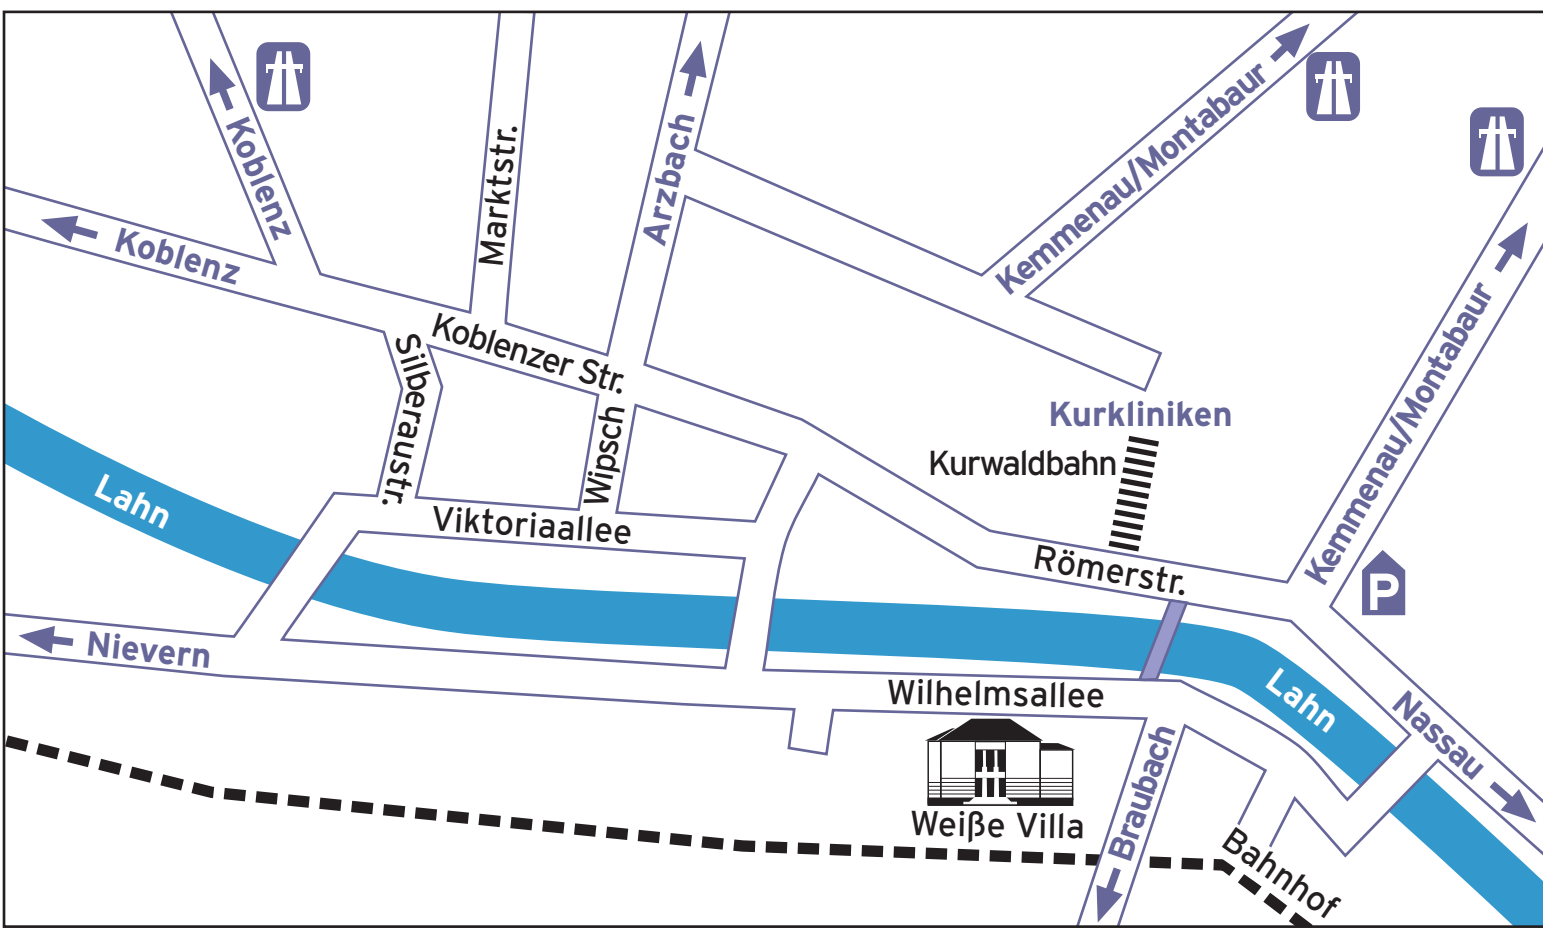 Koblenz
Koblenz
Marktstr.
Arzbach
Kemmenau/Montabaur
Kemmenau/Montabaur
Koblenzer Str.
Silberaustr.
Wipsch
Kurkliniken
Kurwaldbahn
Lahn
Viktoriaallee
Römerstr.
P
Nievern
Wilhelmsallee
Lahn
Nassau
Braubach
Weiße Villa
Bahnhof